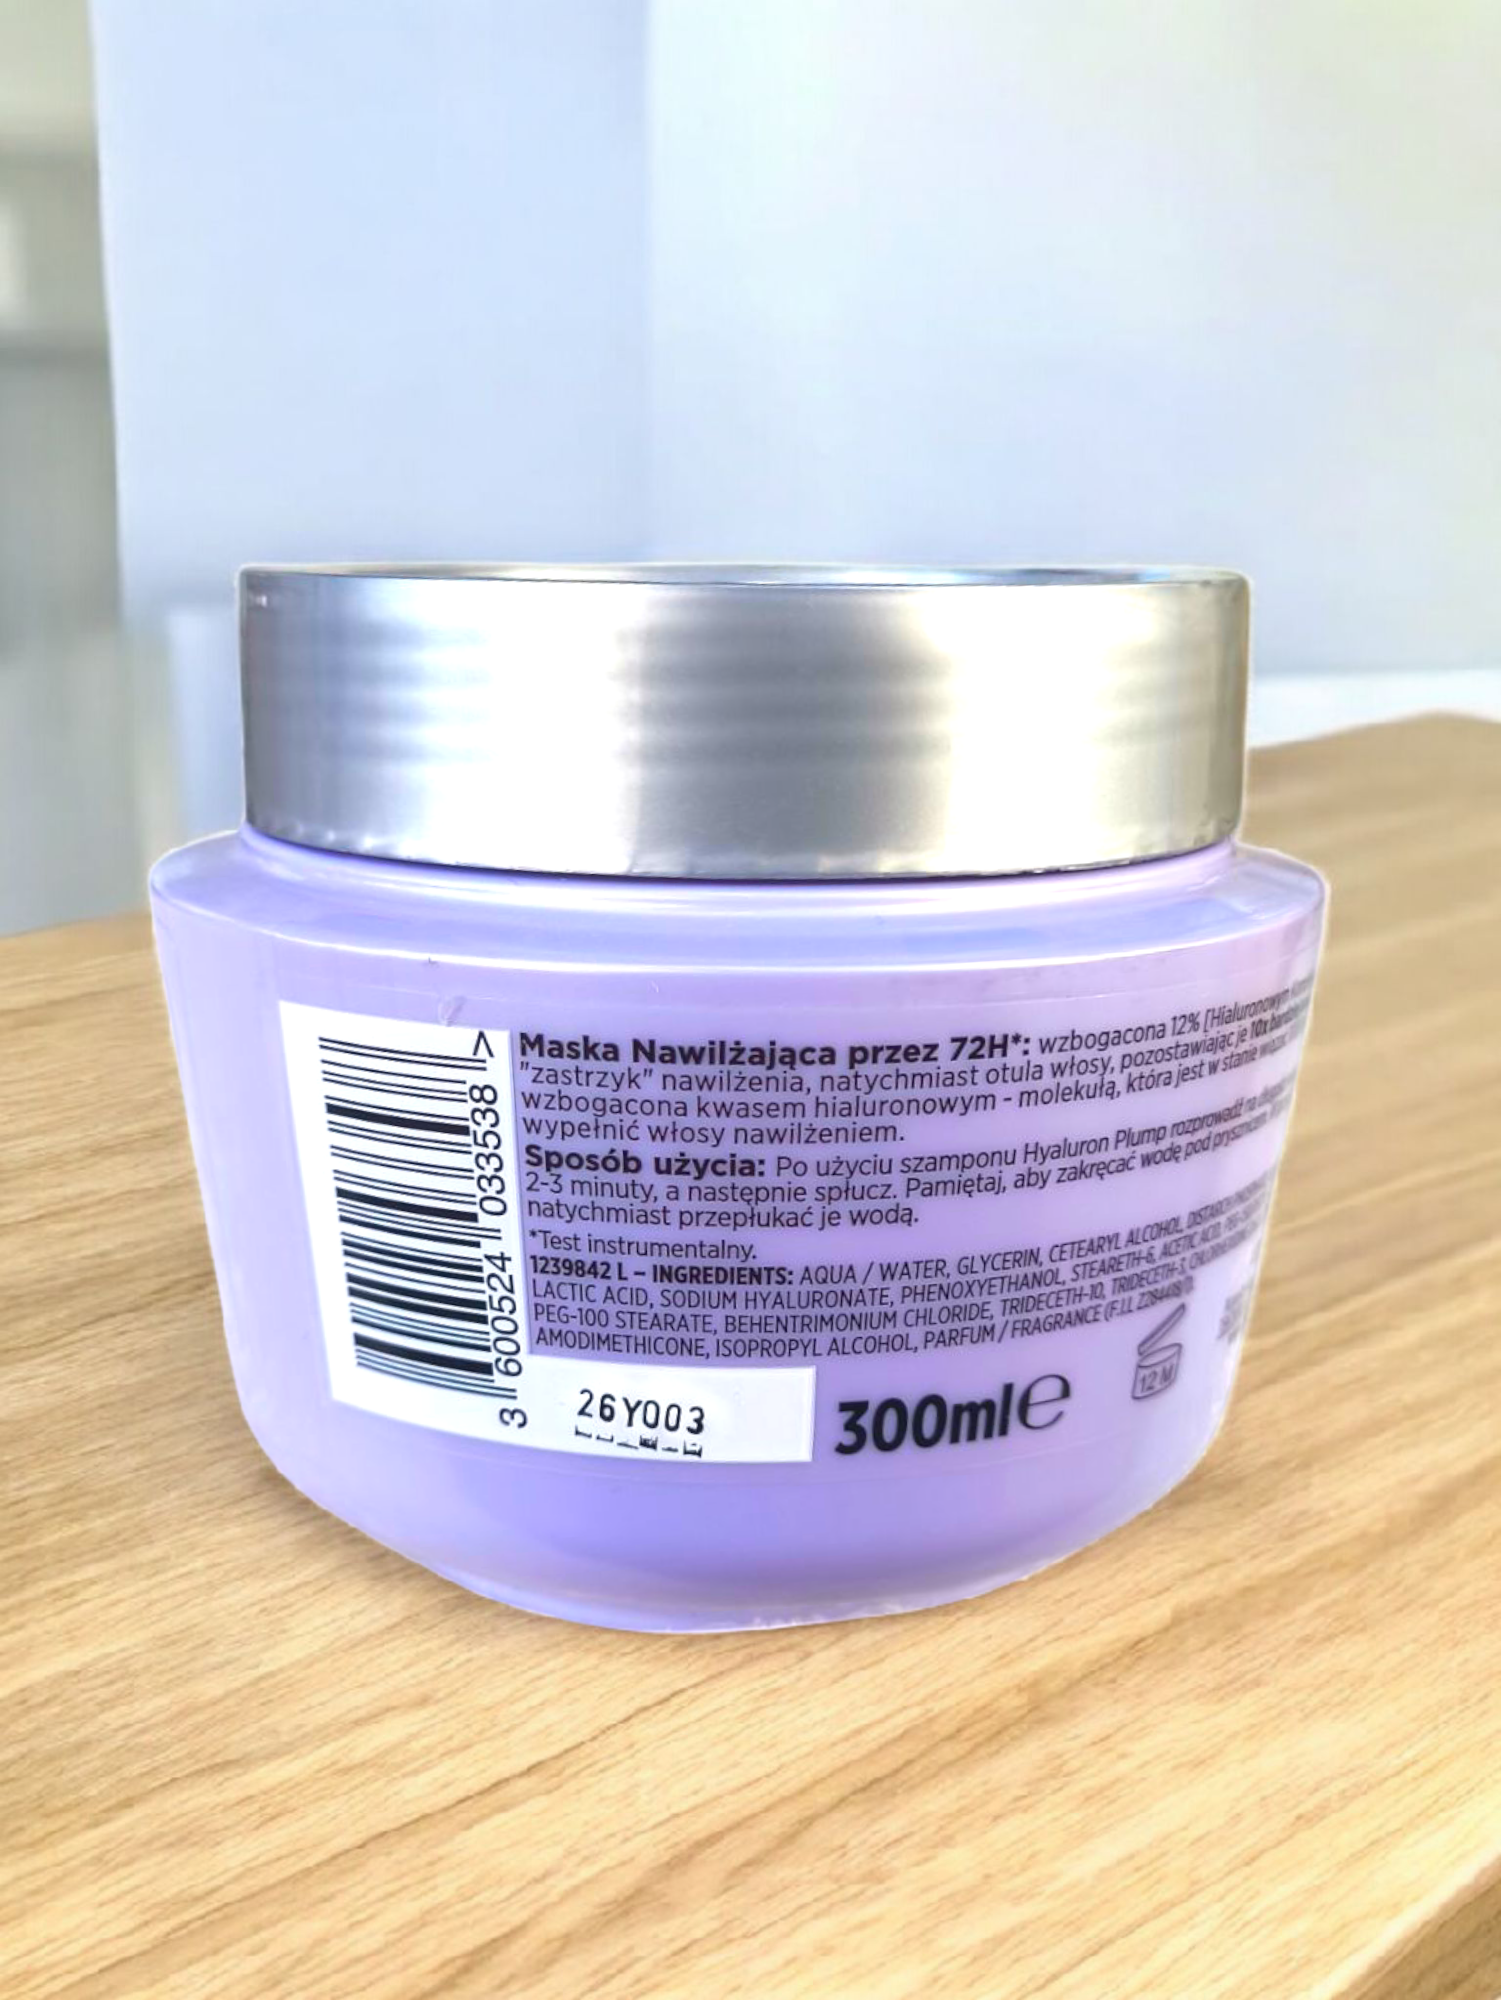 Maska Nawilżająca przez 72H*: wzbogacona 12% [Hialuronowym
"zastrzyk" nawilżenia, natychmiast otula włosy, pozostawiając je 10x bardziej
wzbogacona kwasem hialuronowym - molekułą, która jest w stanie wiązać
wypełnić włosy nawilżeniem.
Sposób użycia: Po użyciu szamponu Hyaluron Plump rozprowadź na
2-3 minuty, a następnie spłucz. Pamiętaj, aby zakręcać wodę pod
natychmiast przepłukać je wodą.
*Test instrumentalny.
1239842 L – INGREDIENTS: AQUA / WATER, GLYCERIN, CETEARYL ALCOHOL, DISTARCH
LACTIC ACID, SODIUM HYALURONATE, PHENOXYETHANOL, STEARETH-6, ACETIC ACID,
PEG-100 STEARATE, BEHENTRIMONIUM CHLORIDE, TRIDECETH-10, TRIDECETH-3,
AMODIMETHICONE, ISOPROPYL ALCOHOL, PARFUM / FRAGRANCE (F.I.L.
3 600524 033538 >
26Y003
300ml e
12 M